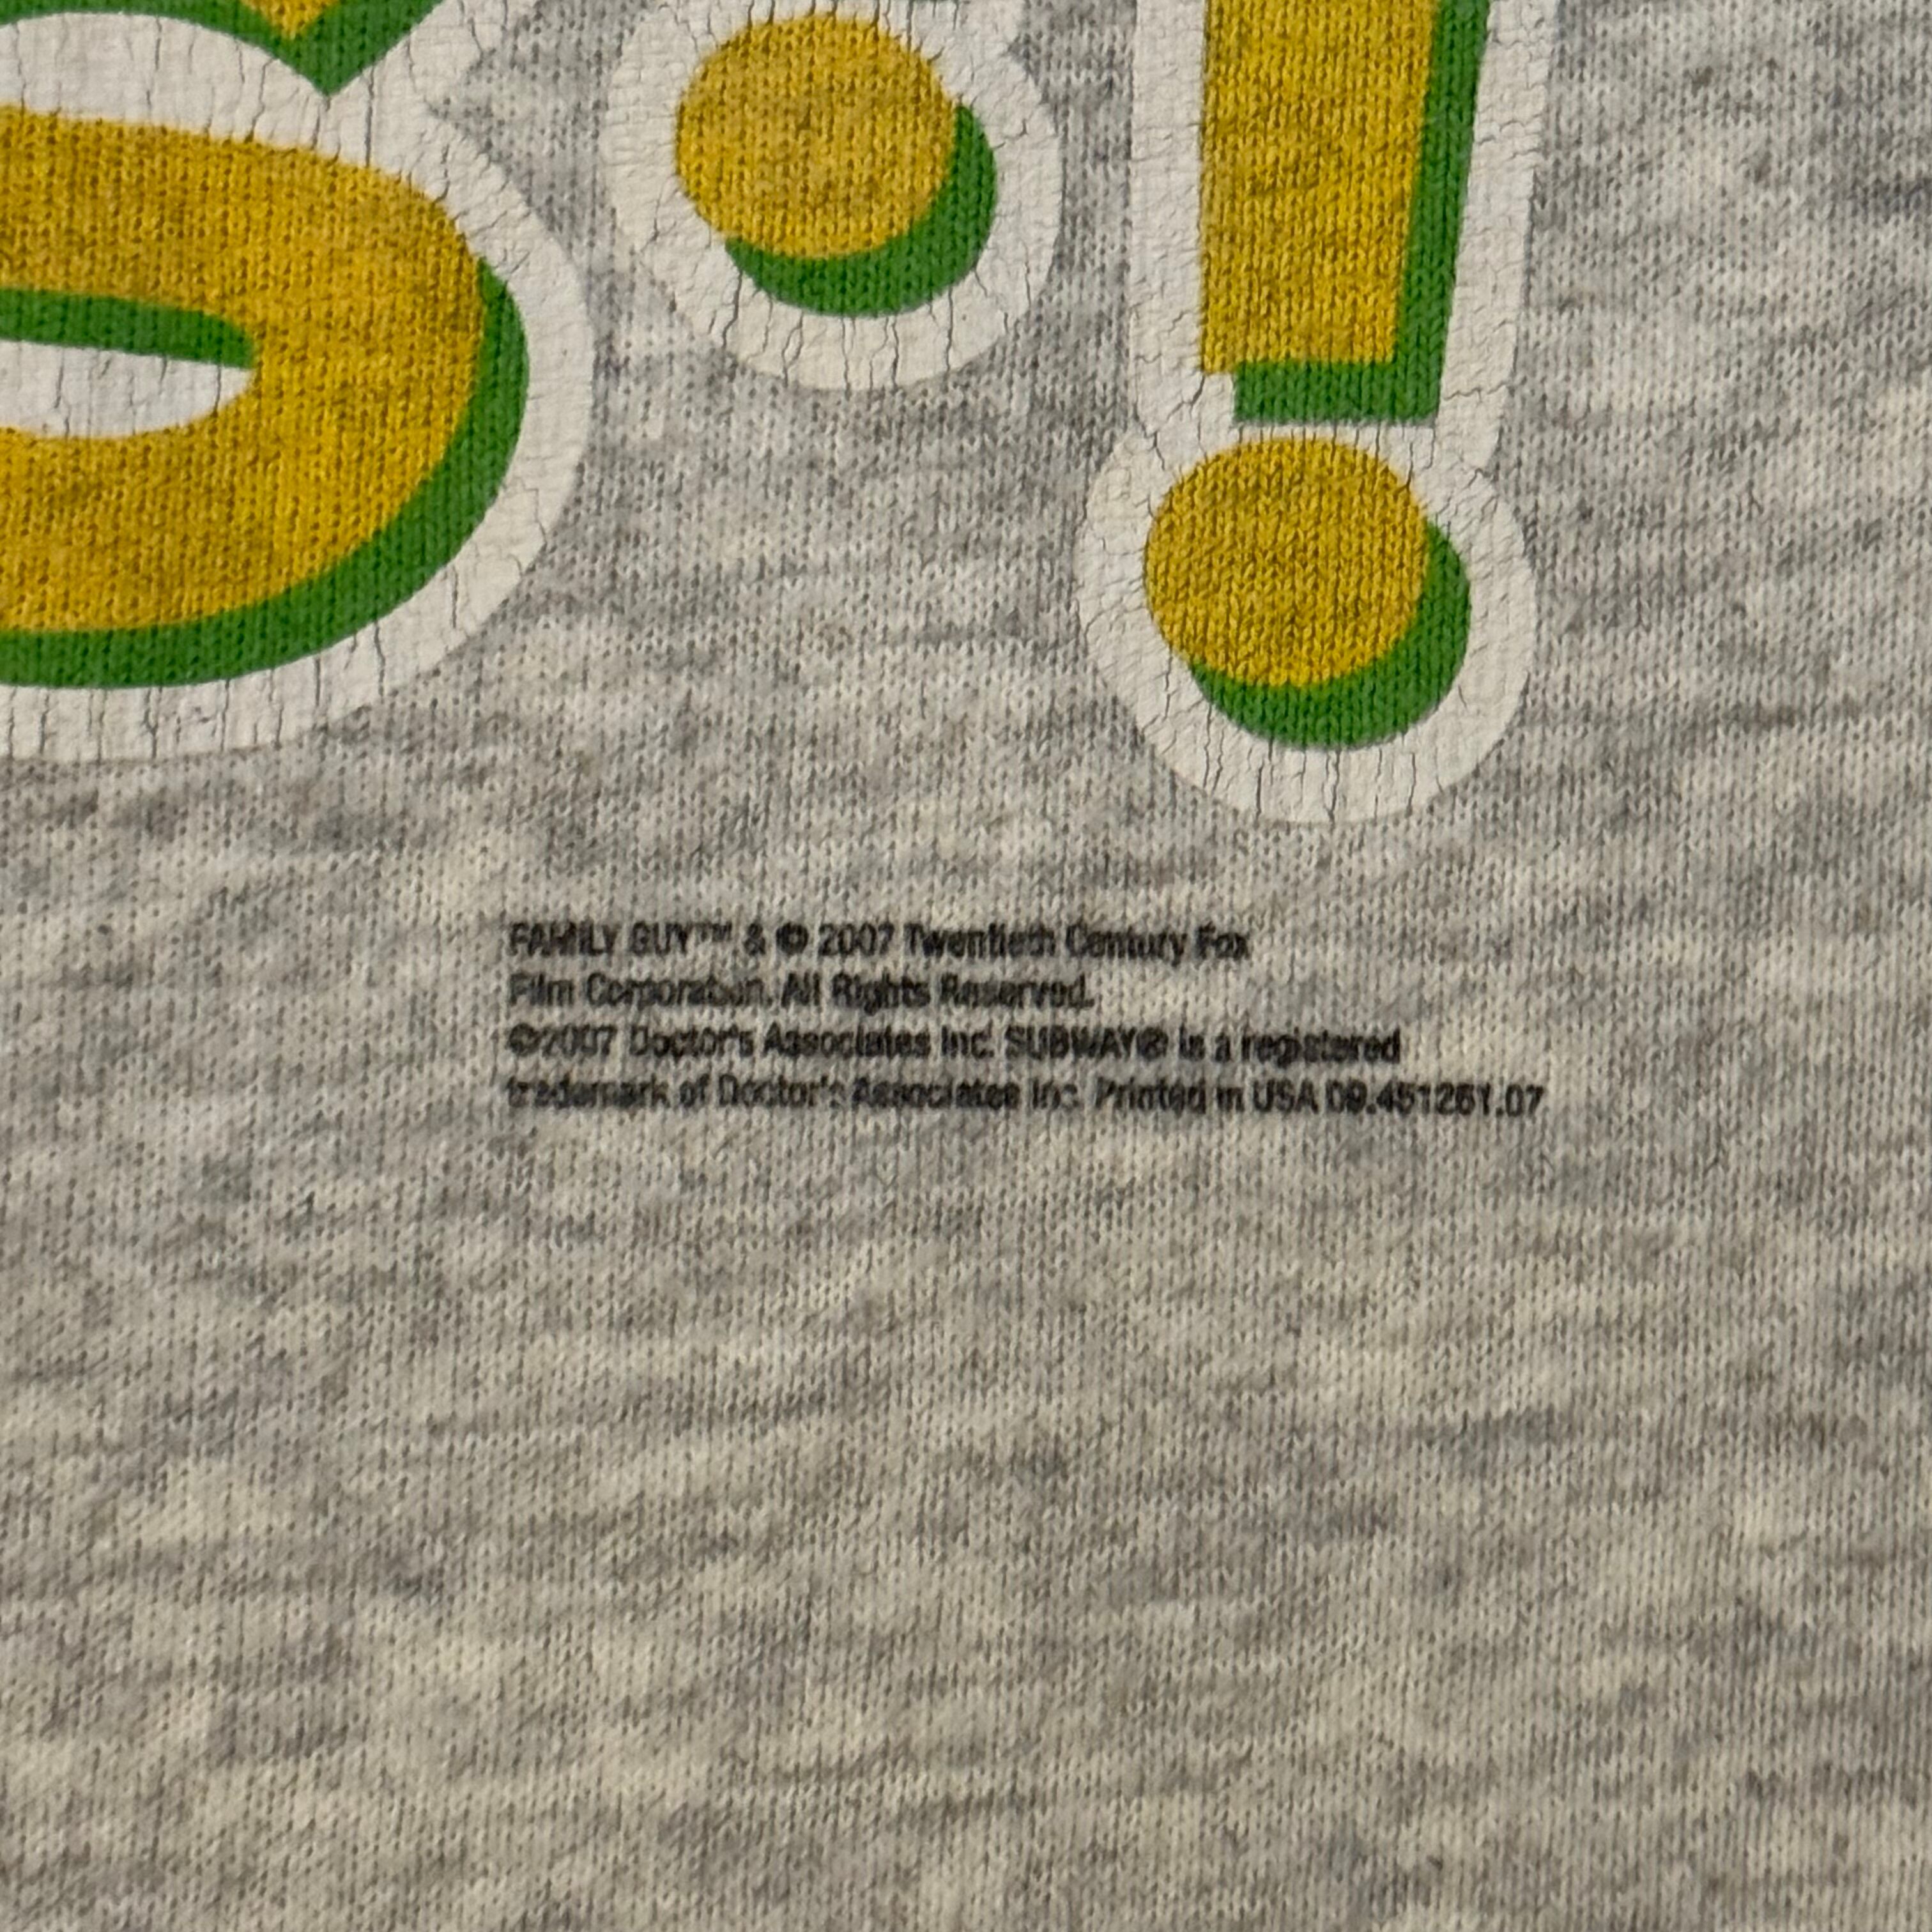 S!!
FAMILY GUY™ & © 2007 Twentieth Century Fox
Film Corporation. All Rights Reserved.
©2007 Doctor's Associates Inc. SUBWAY® is a registered
trademark of Doctor's Associates Inc. Printed in USA 09.451261.07